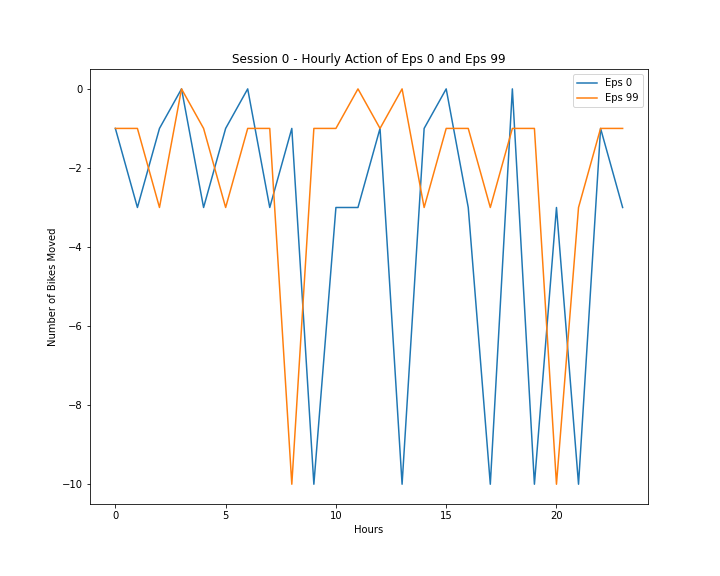 Session 0 - Hourly Action of Eps 0 and Eps 99
Eps 0
Eps 99
Number of Bikes Moved
0
−2
−4
−6
−8
−10
0 5 10 15 20
Hours